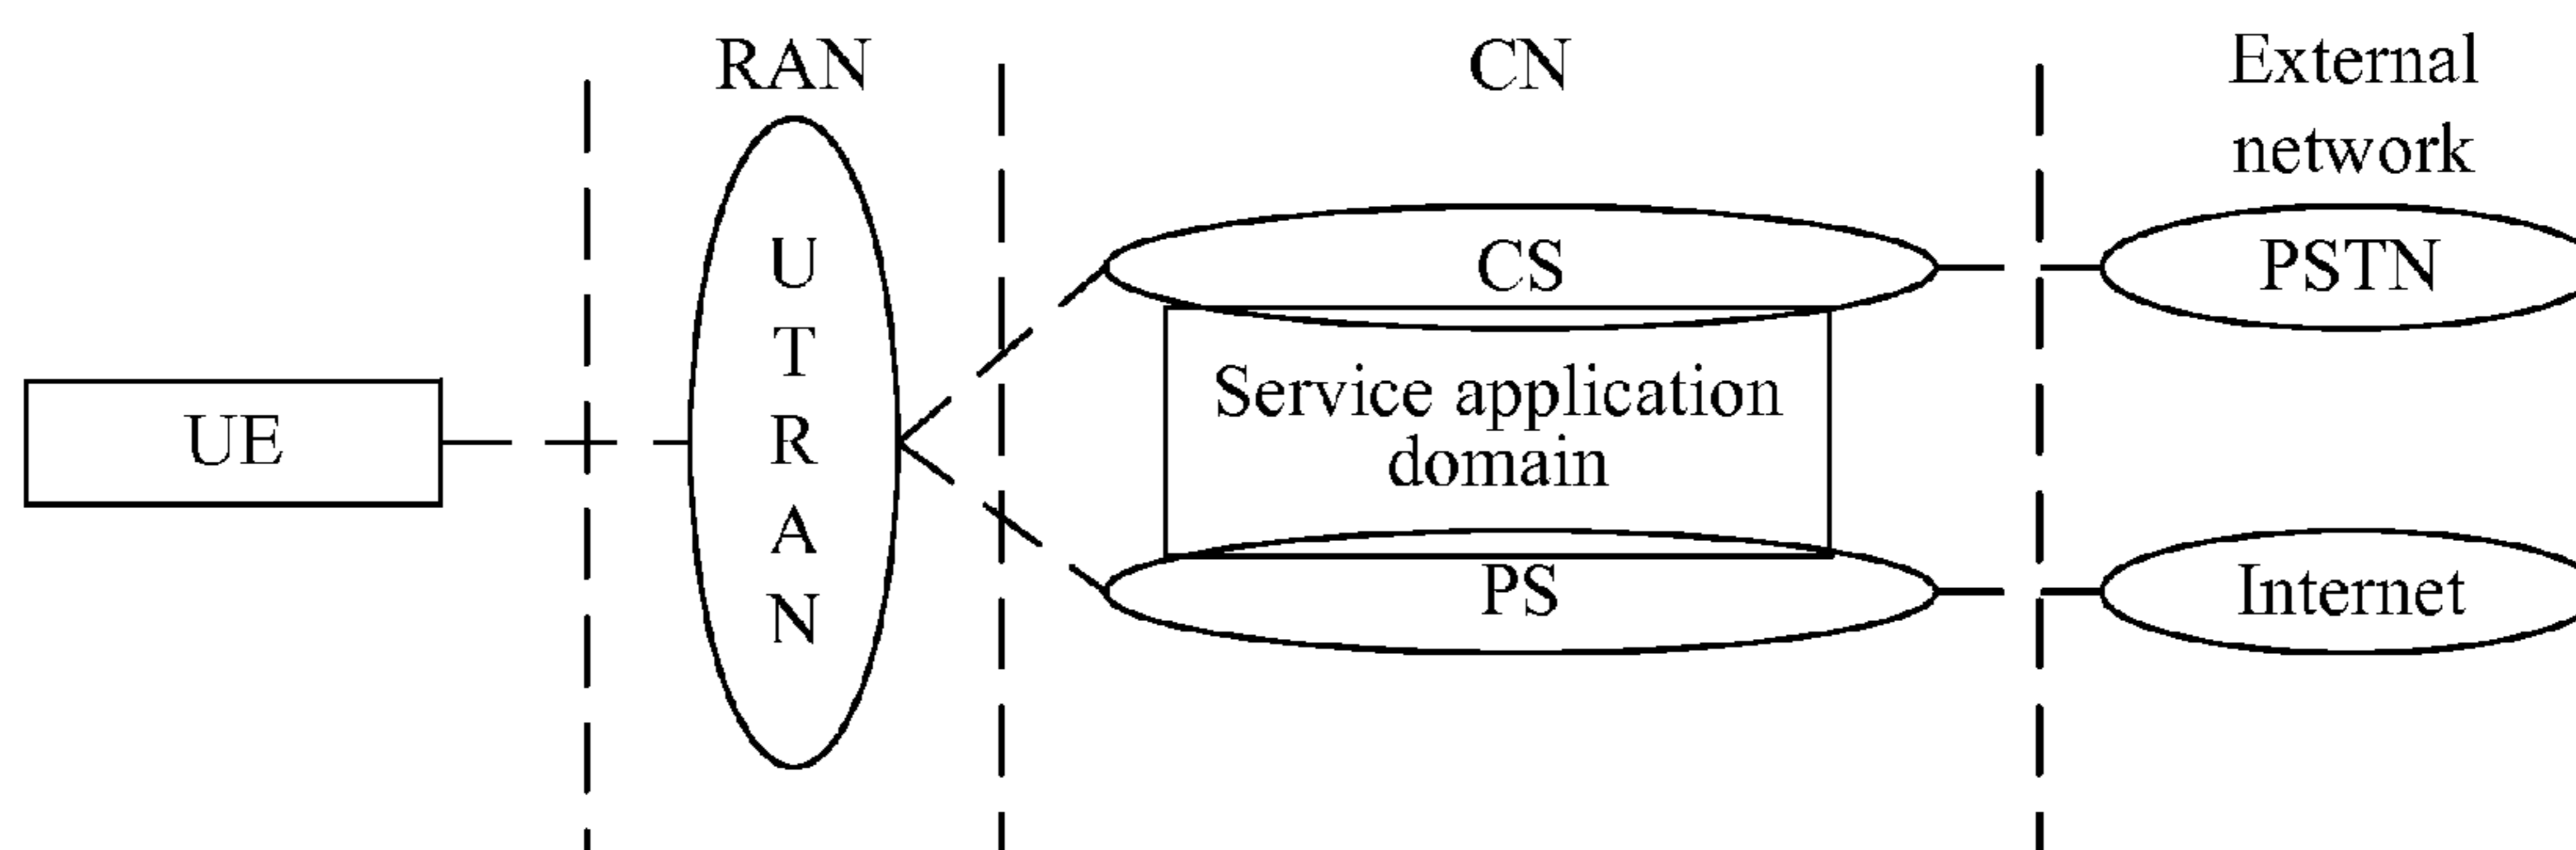 RAN
CN
External
network
U
T
R
A
N
CS
PSTN
UE
Service application
domain
PS
Internet